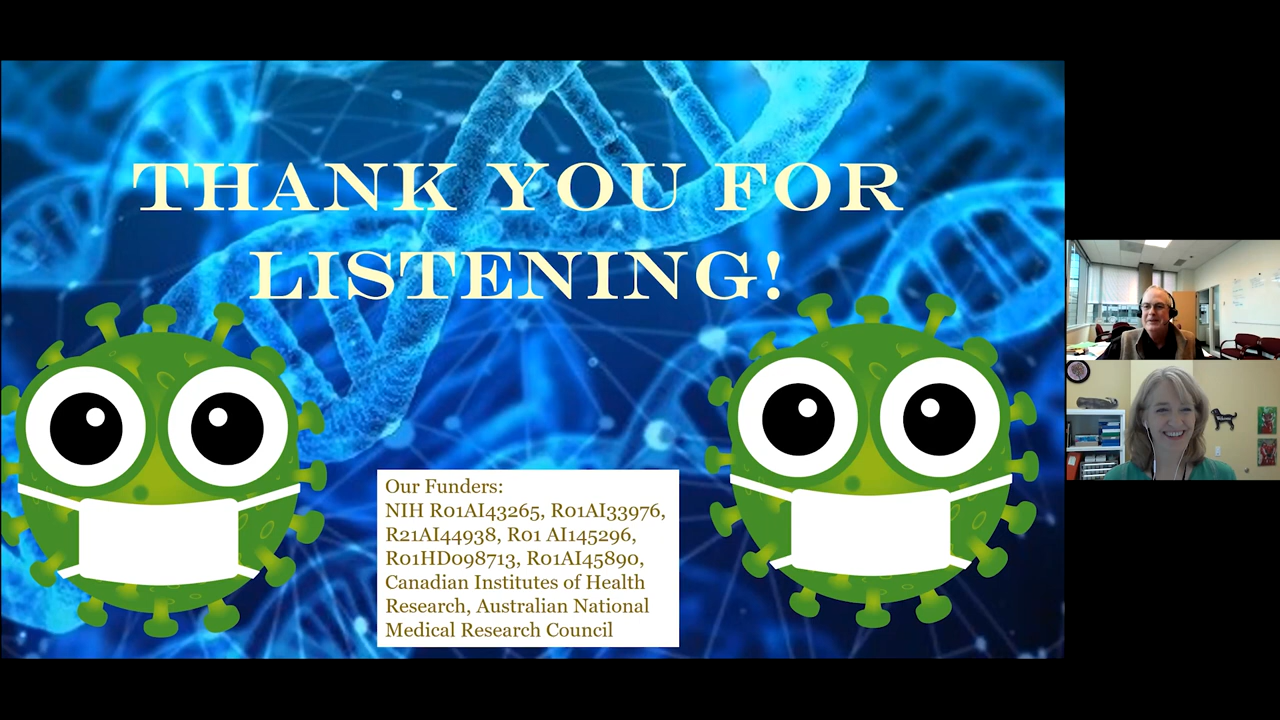 THANK YOU FOR
LISTENING!
Our Funders:
NIH R01AI43265, R01AI33976,
R21AI44938, R01 AI145296,
R01HD098713, R01AI45890,
Canadian Institutes of Health
Research, Australian National
Medical Research Council
Welcome